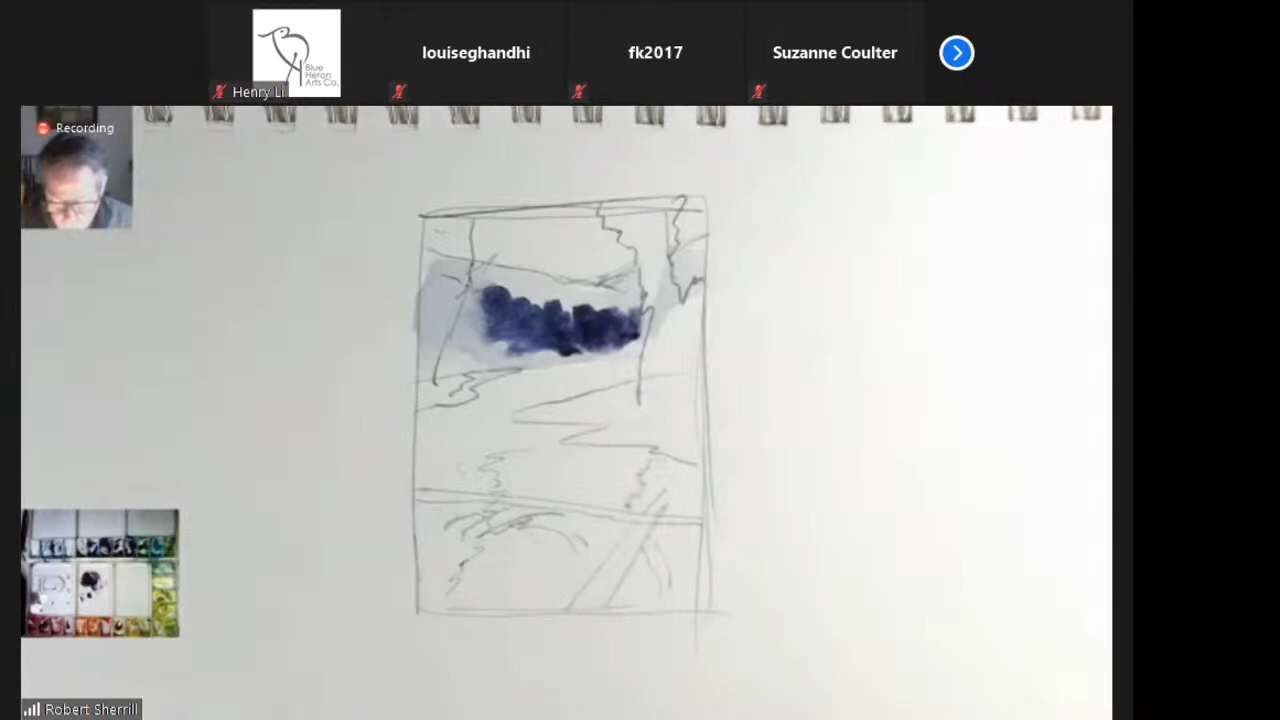 Blue
Heron
Arts Co.
Henry Li
louiseghandhi
fk2017
Suzanne Coulter
Recording
Robert Sherrill